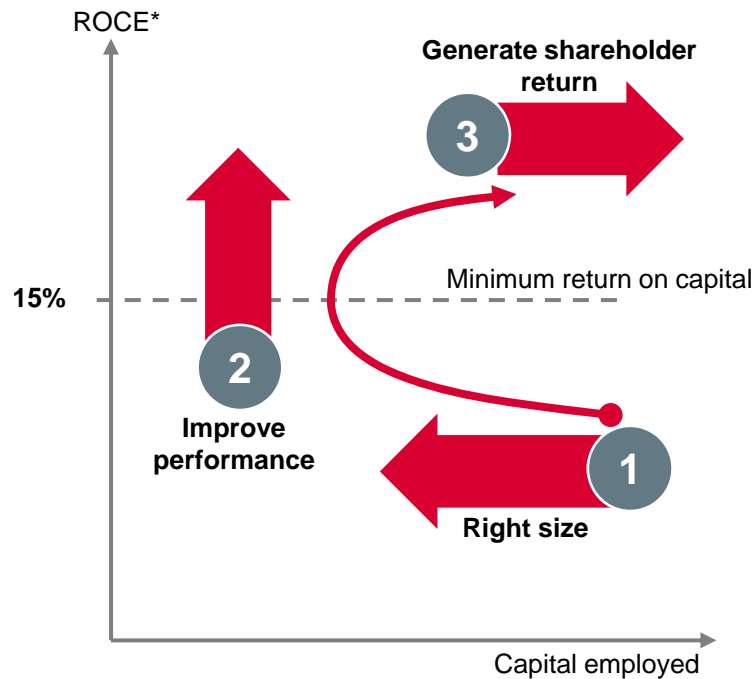 ROCE*
Generate shareholder
return
3
Minimum return on capital
15%
2
Improve
performance
1
Right size
Capital employed